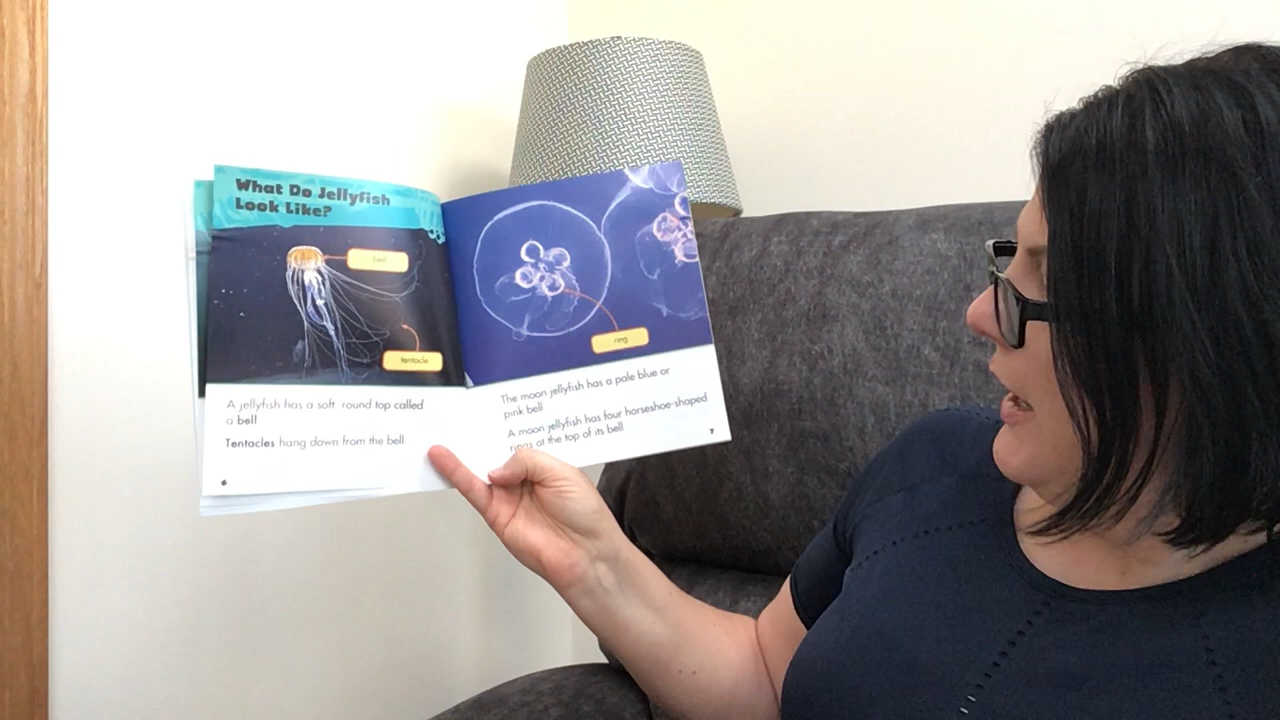 What Do Jellyfish
Look Like?
bell
tentacle
A jellyfish has a soft, round top called
a bell
Tentacles hang down from the bell
6
ring
The moon jellyfish has a pale blue or
pink bell
A moon jellyfish has four horseshoe-shaped
rings at the top of its bell
7